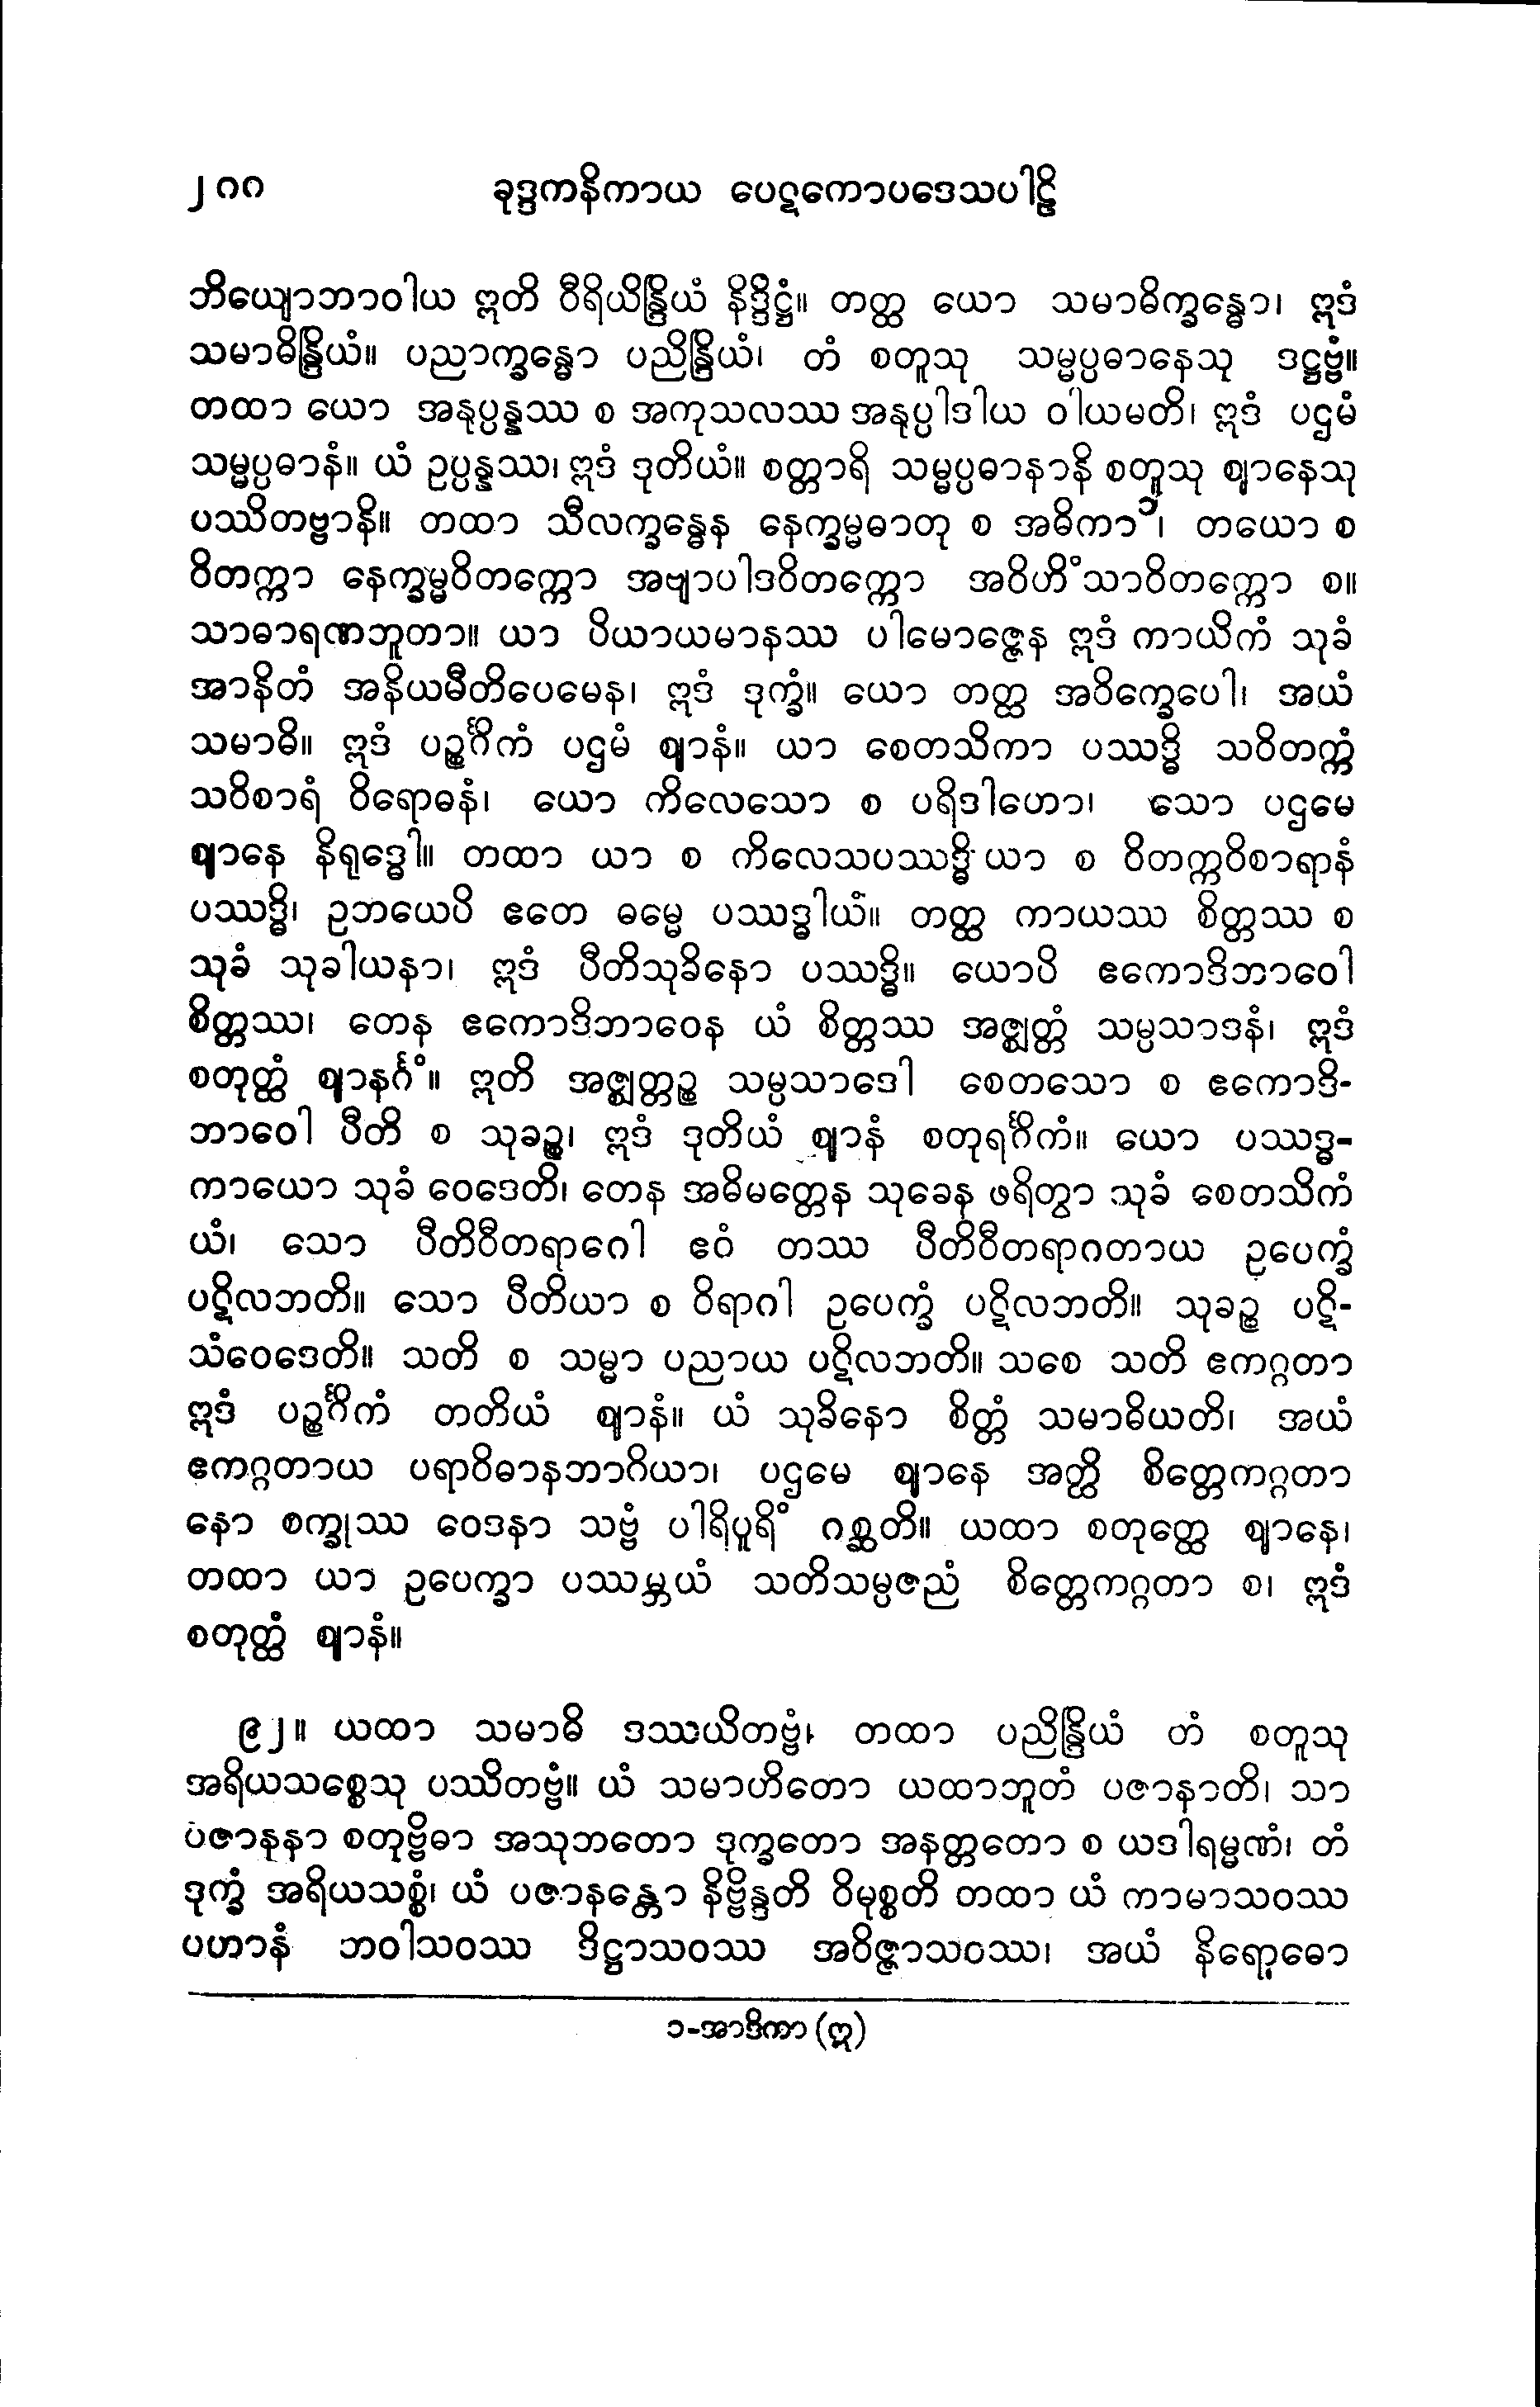 ၂၈၈ ခုဒ္ဒကနိကာယ ပေဋကောပဒေသပါဠိ
ဘိယျောဘာဝါယ ဣတိ ဝီရိယိန္ဒြိယံ နိဒ္ဒိဋ္ဌံ။ တတ္ထ ယော သမာဓိက္ခန္ဓော၊ ဣဒံ
သမာဓိန္ဒြိယံ။ ပညာက္ခန္ဓော ပညိန္ဒြိယံ၊ တံ စတူသု သမ္မပ္ပဓာနေသု ဒဋ္ဌဗ္ဗံ။
တထာ ယော အနုပ္ပန္နဿ စ အကုသလဿ အနုပ္ပါဒါယ ဝါယမတိ၊ ဣဒံ ပဌမံ
သမ္မပ္ပဓာနံ။ ယံ ဥပ္ပန္နဿ၊ ဣဒံ ဒုတိယံ။ စတ္တာရိ သမ္မပ္ပဓာနာနိ စတူသု ဈာနေသု
ပဿိတဗ္ဗာနိ။ တထာ သီလက္ခန္ဓေန နေက္ခမ္မဓာတု စ အဓိကာ၁၊ တယော စ
ဝိတက္ကာ နေက္ခမ္မဝိတက္ကော အဗျာပါဒဝိတက္ကော အဝိဟိံသာဝိတက္ကော စ။
သာဓာရဏဘူတာ။ ယာ ပိယာယမာနဿ ပါမောဇ္ဇေန ဣဒံ ကာယိကံ သုခံ
အာနိတံ အနိယမီတိပေမေန၊ ဣဒံ ဒုက္ခံ။ ယော တတ္ထ အဝိက္ခေပေါ၊ အယံ
သမာဓိ။ ဣဒံ ပဉ္စင်္ဂိကံ ပဌမံ ဈာနံ။ ယာ စေတသိကာ ပဿဒ္ဓိ သဝိတက္ကံ
သဝိစာရံ ဝိရောဓနံ၊ ယော ကိလေသော စ ပရိဒါဟော၊ သော ပဌမေ
ဈာနေ နိရုဒ္ဓေါ။ တထာ ယာ စ ကိလေသပဿဒ္ဓိ ယာ စ ဝိတက္ကဝိစာရာနံ
ပဿဒ္ဓိ၊ ဥဘယေပိ ဧတေ ဓမ္မေ ပဿဒ္ဓါယံ။ တတ္ထ ကာယဿ စိတ္တဿ စ
သုခံ သုခါယနာ၊ ဣဒံ ပီတိသုခိနော ပဿဒ္ဓိ။ ယောပိ ဧကောဒိဘာဝေါ
စိတ္တဿ၊ တေန ဧကောဒိဘာဝေန ယံ စိတ္တဿ အဇ္ဈတ္တံ သမ္ပသာဒနံ၊ ဣဒံ
စတုတ္ထံ ဈာနင်္ဂံ။ ဣတိ အဇ္ဈတ္တဉ္စ သမ္ပသာဒေါ စေတသော စ ဧကောဒိ-
ဘာဝေါ ပီတိ စ သုခဉ္စ၊ ဣဒံ ဒုတိယံ ဈာနံ စတုရင်္ဂိကံ။ ယော ပဿဒ္ဓ-
ကာယော သုခံ ဝေဒေတိ၊ တေန အဓိမတ္တေန သုခေန ဖရိတွာ သုခံ စေတသိကံ
ယံ၊ သော ပီတိဝီတရာဂေါ ဧဝံ တဿ ပီတိဝီတရာဂတာယ ဥပေက္ခံ
ပဋိလဘတိ။ သော ပီတိယာ စ ဝိရာဂါ ဥပေက္ခံ ပဋိလဘတိ။ သုခဉ္စ ပဋိ-
သံဝေဒေတိ။ သတိ စ သမ္မာ ပညာယ ပဋိလဘတိ။ သစေ သတိ ဧကဂ္ဂတာ
ဣဒံ ပဉ္စင်္ဂိကံ တတိယံ ဈာနံ။ ယံ သုခိနော စိတ္တံ သမာဓိယတိ၊ အယံ
ဧကဂ္ဂတာယ ပရာဝိဓာနဘာဂိယာ၊ ပဌမေ ဈာနေ အတ္ထိ စိတ္တေကဂ္ဂတာ
နော စက္ခုဿ ဝေဒနာ သဗ္ဗံ ပါရိပူရိံ ဂစ္ဆတိ။ ယထာ စတုတ္ထေ ဈာနေ၊
တထာ ယာ ဥပေက္ခာ ပဿမ္ဘယံ သတိသမ္ပဇညံ စိတ္တေကဂ္ဂတာ စ၊ ဣဒံ
စတုတ္ထံ ဈာနံ။
၉၂။ ယထာ သမာဓိ ဒဿယိတဗ္ဗံ၊ တထာ ပညိန္ဒြိယံ တံ စတူသု
အရိယသစ္စေသု ပဿိတဗ္ဗံ။ ယံ သမာဟိတော ယထာဘူတံ ပဇာနာတိ၊ သာ
ပဇာနနာ စတုဗ္ဗိဓာ အသုဘတော ဒုက္ခတော အနတ္တတော စ ယဒါရမ္မဏံ၊ တံ
ဒုက္ခံ အရိယသစ္စံ၊ ယံ ပဇာနန္တော နိဗ္ဗိန္ဒတိ ဝိမုစ္စတိ တထာ ယံ ကာမာသဝဿ
ပဟာနံ ဘဝါသဝဿ ဒိဋ္ဌာသဝဿ အဝိဇ္ဇာသဝဿ၊ အယံ နိရောဓော
၁-အာဒိကာ (ဣ)